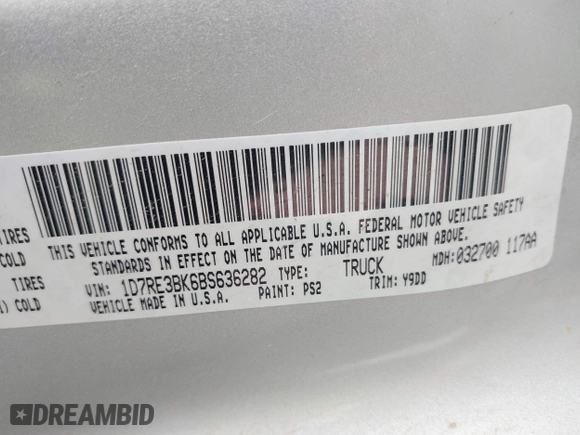 THIS VEHICLE CONFORMS TO ALL APPLICABLE U.S.A. FEDERAL MOTOR VEHICLE SAFETY
STANDARDS IN EFFECT ON THE DATE OF MANUFACTURE SHOWN ABOVE.
TIRES
COLD
TIRES
) COLD
VIN: 1D7RE3BK6BS636282 TYPE: TRUCK MDH: 032700 117AA
VEHICLE MADE IN U.S.A. PAINT: PS2 TRIM: Y9DD
DREAMBID